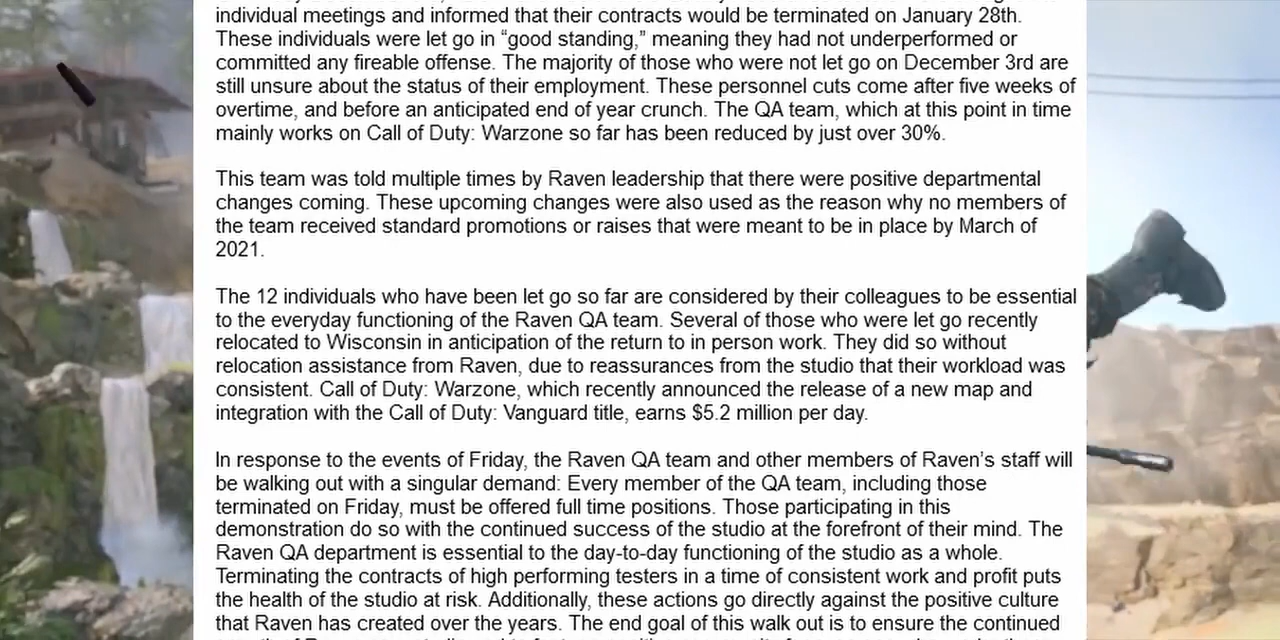 individual meetings and informed that their contracts would be terminated on January 28th.
These individuals were let go in “good standing,” meaning they had not underperformed or
committed any fireable offense. The majority of those who were not let go on December 3rd are
still unsure about the status of their employment. These personnel cuts come after five weeks of
overtime, and before an anticipated end of year crunch. The QA team, which at this point in time
mainly works on Call of Duty: Warzone so far has been reduced by just over 30%.
This team was told multiple times by Raven leadership that there were positive departmental
changes coming. These upcoming changes were also used as the reason why no members of
the team received standard promotions or raises that were meant to be in place by March of
2021.
The 12 individuals who have been let go so far are considered by their colleagues to be essential
to the everyday functioning of the Raven QA team. Several of those who were let go recently
relocated to Wisconsin in anticipation of the return to in person work. They did so without
relocation assistance from Raven, due to reassurances from the studio that their workload was
consistent. Call of Duty: Warzone, which recently announced the release of a new map and
integration with the Call of Duty: Vanguard title, earns $5.2 million per day.
In response to the events of Friday, the Raven QA team and other members of Raven’s staff will
be walking out with a singular demand: Every member of the QA team, including those
terminated on Friday, must be offered full time positions. Those participating in this
demonstration do so with the continued success of the studio at the forefront of their mind. The
Raven QA department is essential to the day-to-day functioning of the studio as a whole.
Terminating the contracts of high performing testers in a time of consistent work and profit puts
the health of the studio at risk. Additionally, these actions go directly against the positive culture
that Raven has created over the years. The end goal of this walk out is to ensure the continued